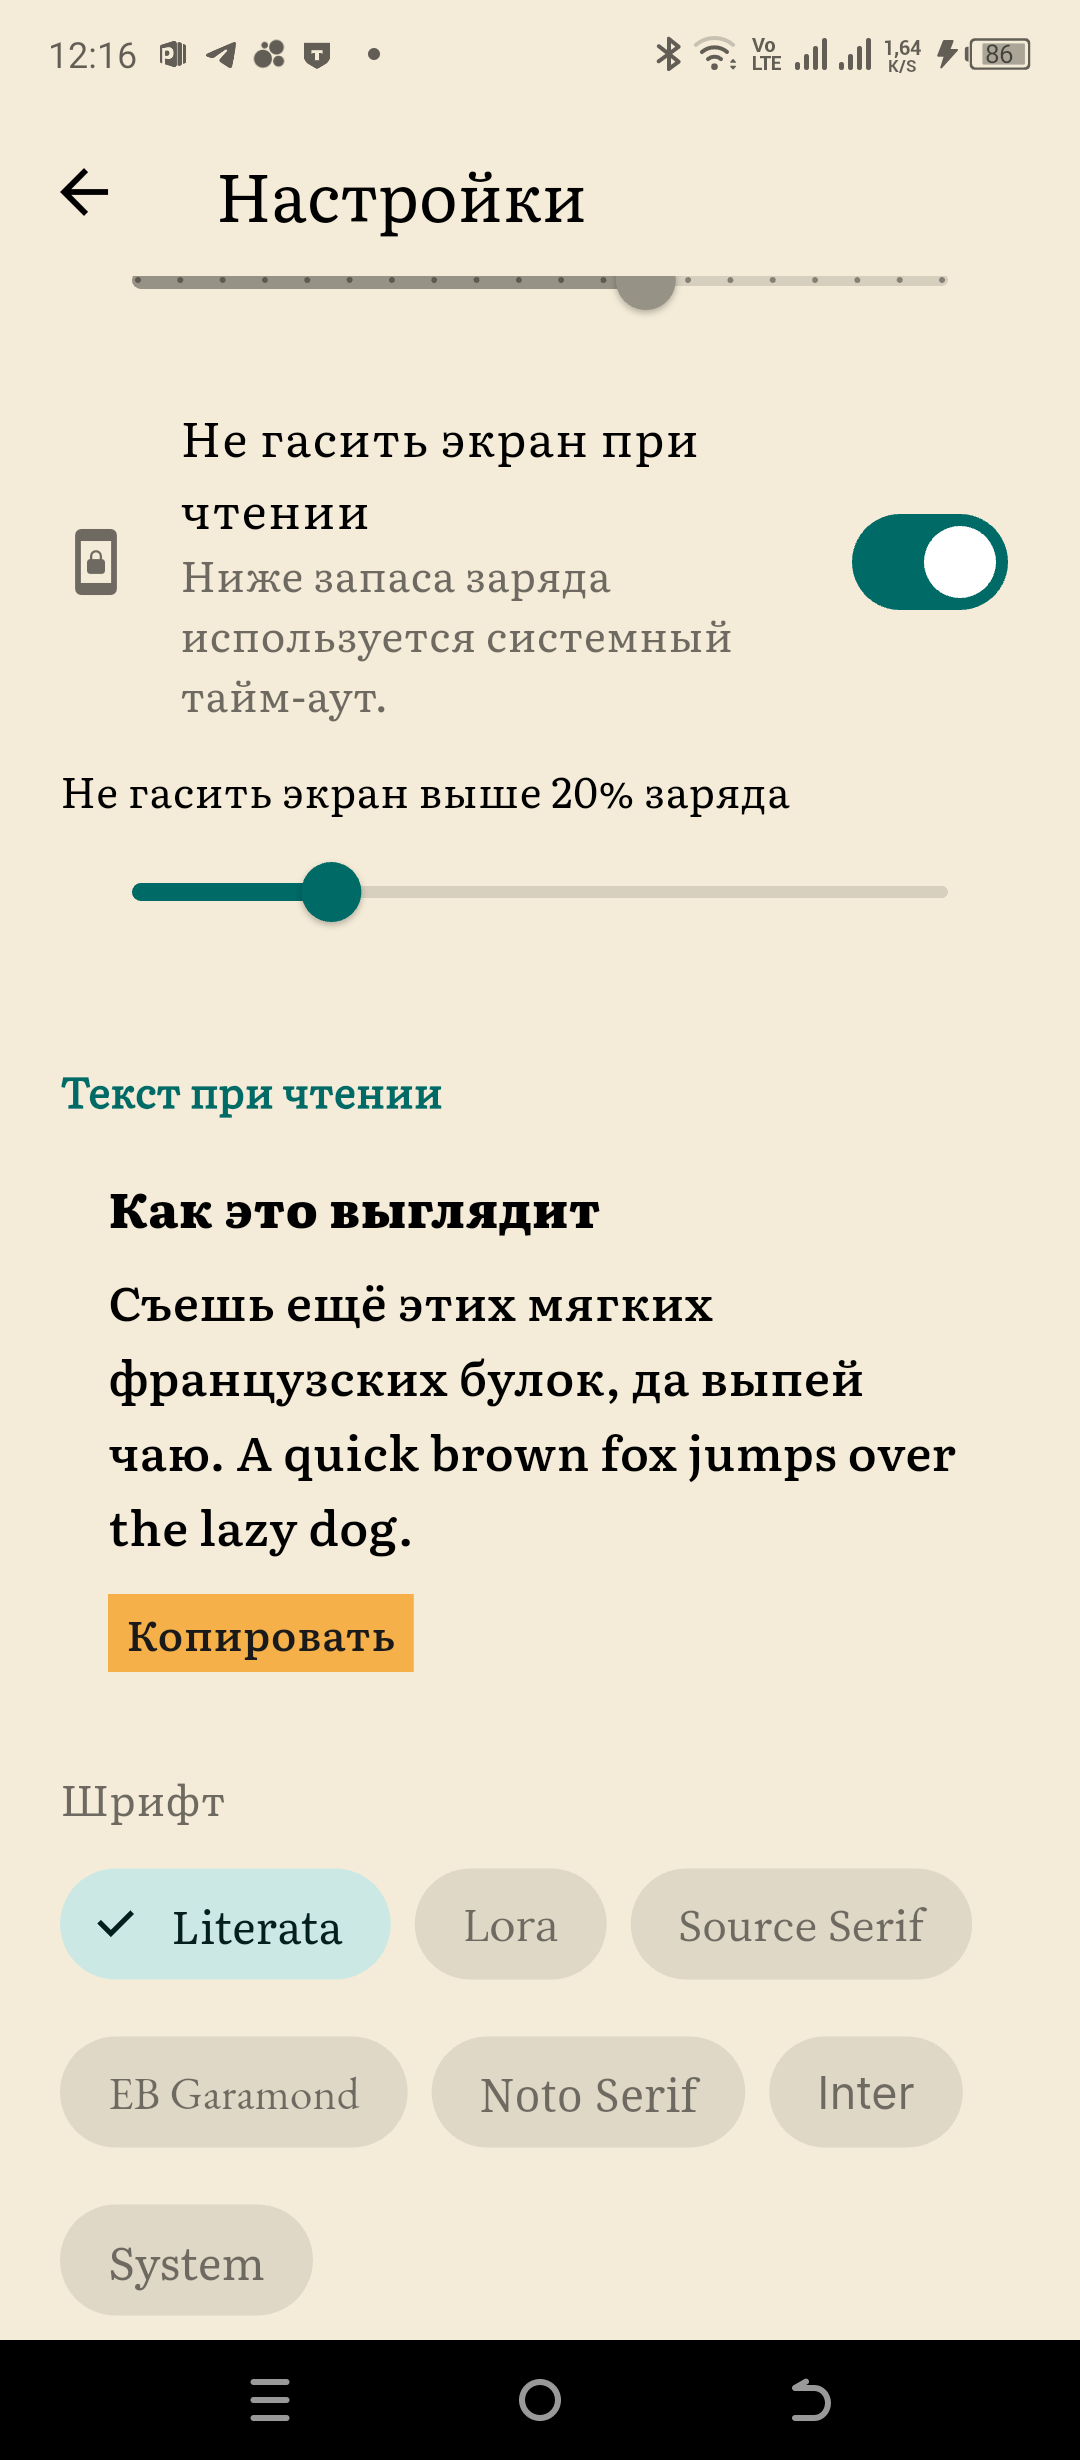 12:16
Vo
LTE
1,64
K/S
86
Настройки
Не гасить экран при
чтении
Ниже запаса заряда
используется системный
тайм-аут.
Не гасить экран выше 20% заряда
Текст при чтении
Как это выглядит
Съешь ещё этих мягких
французских булок, да выпей
чаю. A quick brown fox jumps over
the lazy dog.
Копировать
Шрифт
Literata
Lora
Source Serif
EB Garamond
Noto Serif
Inter
System